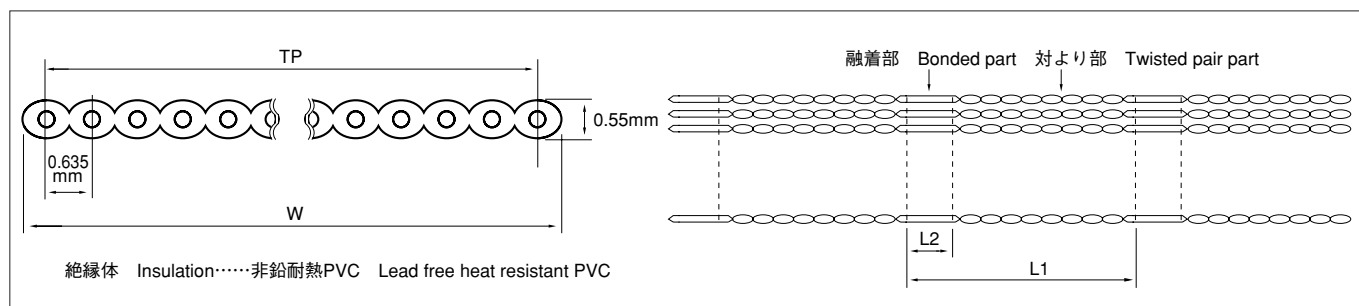 TP
0.55mm
0.635
mm
W
絶縁体 Insulation……非鉛耐熱PVC Lead free heat resistant PVC
融着部 Bonded part 対より部 Twisted pair part
L2
L1